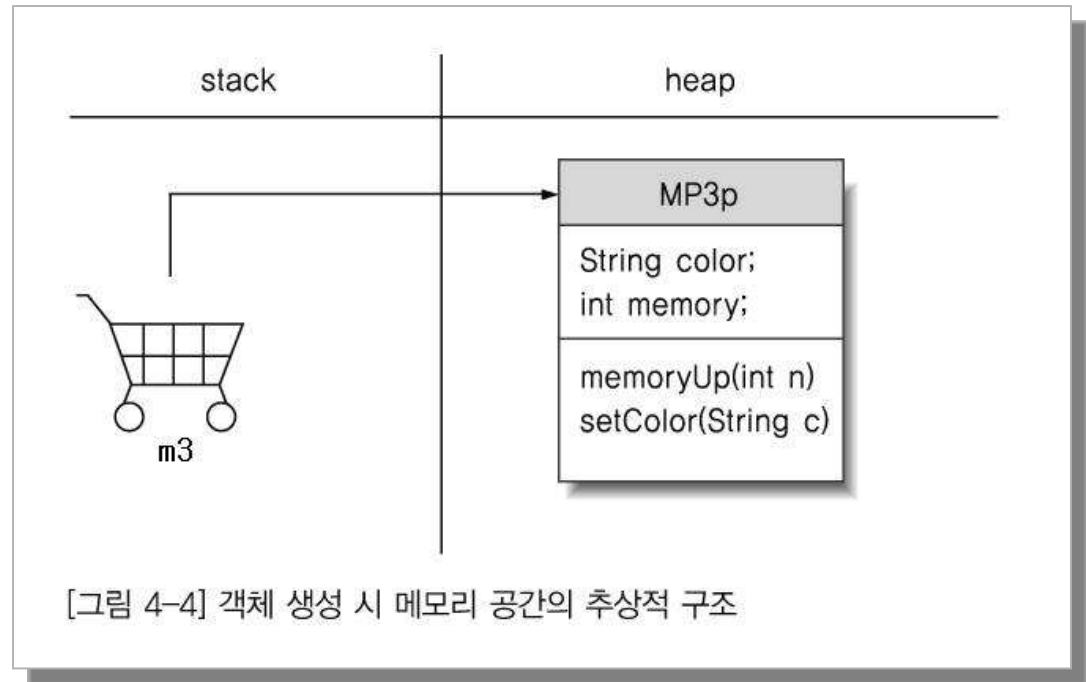 stack
heap
MP3p
String color;
int memory;
memoryUp(int n)
setColor(String c)
m3
[그림 4-4] 객체 생성 시 메모리 공간의 추상적 구조